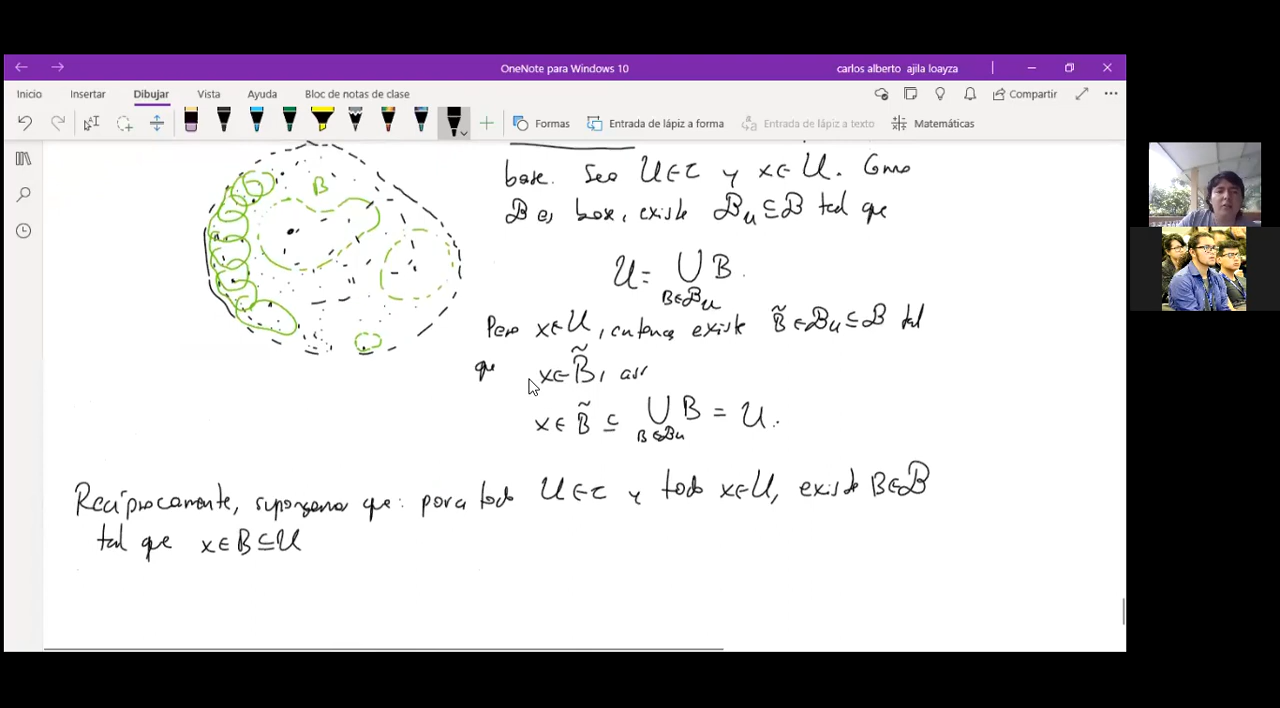 OneNote para Windows 10
carlos alberto ajila loayza
Inicio
Insertar
Dibujar
Vista
Ayuda
Bloc de notas de clase
Compartir
Formas
Entrada de lápiz a forma
Entrada de lápiz a texto
Matemáticas
B
base. Sea U∈τ y x∈U. Como
ℬ es base, existe ℬ_U ⊆ ℬ tal que
U = ⋃_{B∈ℬ_U} B.
Pero x∈U, entonces existe B̃∈ℬ_U ⊆ ℬ tal
que x∈B̃, así
x∈B̃ ⊆ ⋃_{B∈ℬ_U} B = U.
Recíprocamente, supongamos que: para todo U∈τ y todo x∈U, existe B∈ℬ
tal que x∈B⊆U